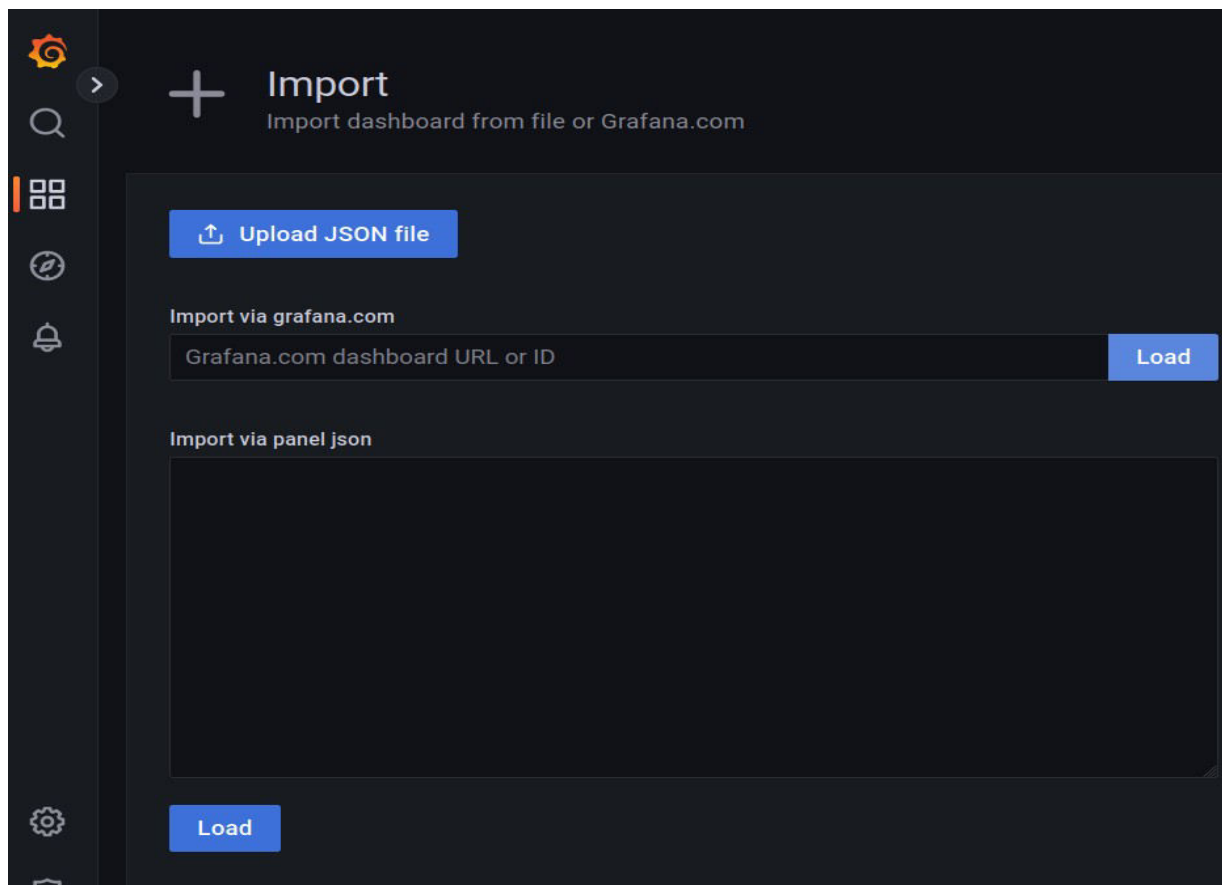 Import
Import dashboard from file or Grafana.com
Upload JSON file
Import via grafana.com
Grafana.com dashboard URL or ID
Load
Import via panel json
Load